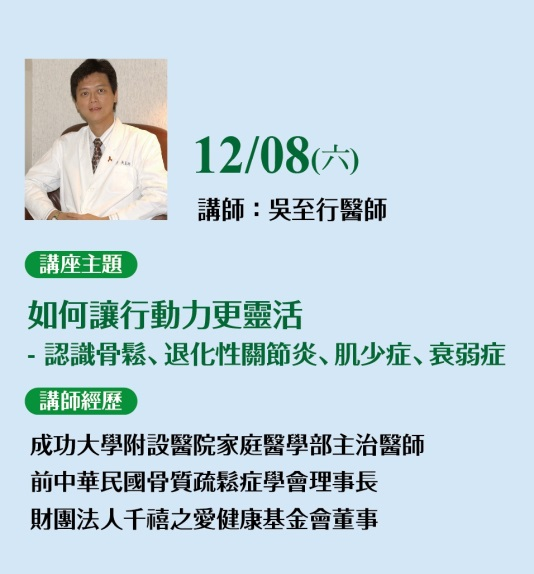 12/08(六)
講師：吳至行醫師
講座主題
如何讓行動力更靈活
- 認識骨鬆、退化性關節炎、肌少症、衰弱症
講師經歷
成功大學附設醫院家庭醫學部主治醫師
前中華民國骨質疏鬆症學會理事長
財團法人千禧之愛健康基金會董事